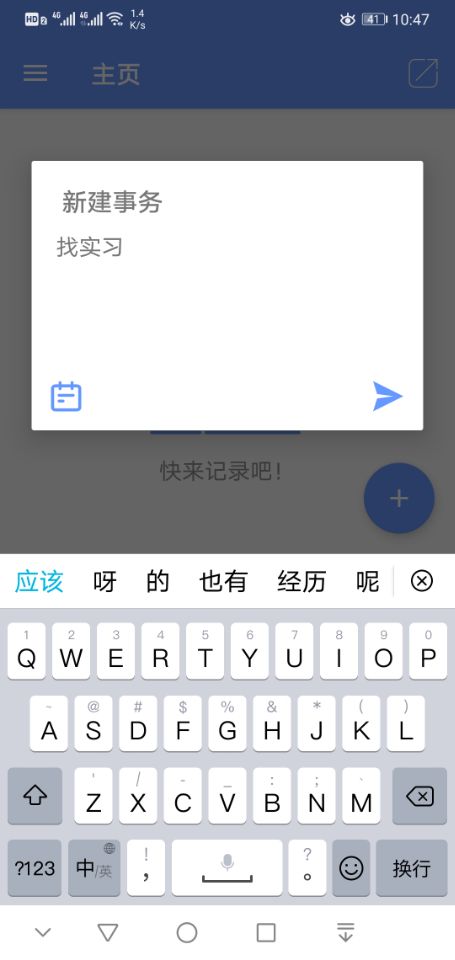 HD 2 4G 4G 1.4 K/s 41 10:47
主页
新建事务
找实习
快来记录吧！
+
应该 呀 的 也有 经历 呢
1 2 3 4 5 6 7 8 9 0
Q W E R T Y U I O P
~ @ # $ % & * ( )
A S D F G H J K L
' / - _ : ; 、
Z X C V B N M
! ?
?123 中/英 , 。 换行